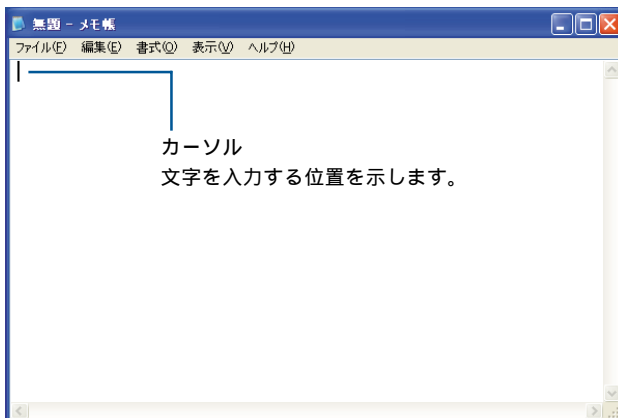 無題 - メモ帳
ファイル(F) 編集(E) 書式(O) 表示(V) ヘルプ(H)
カーソル
文字を入力する位置を示します。